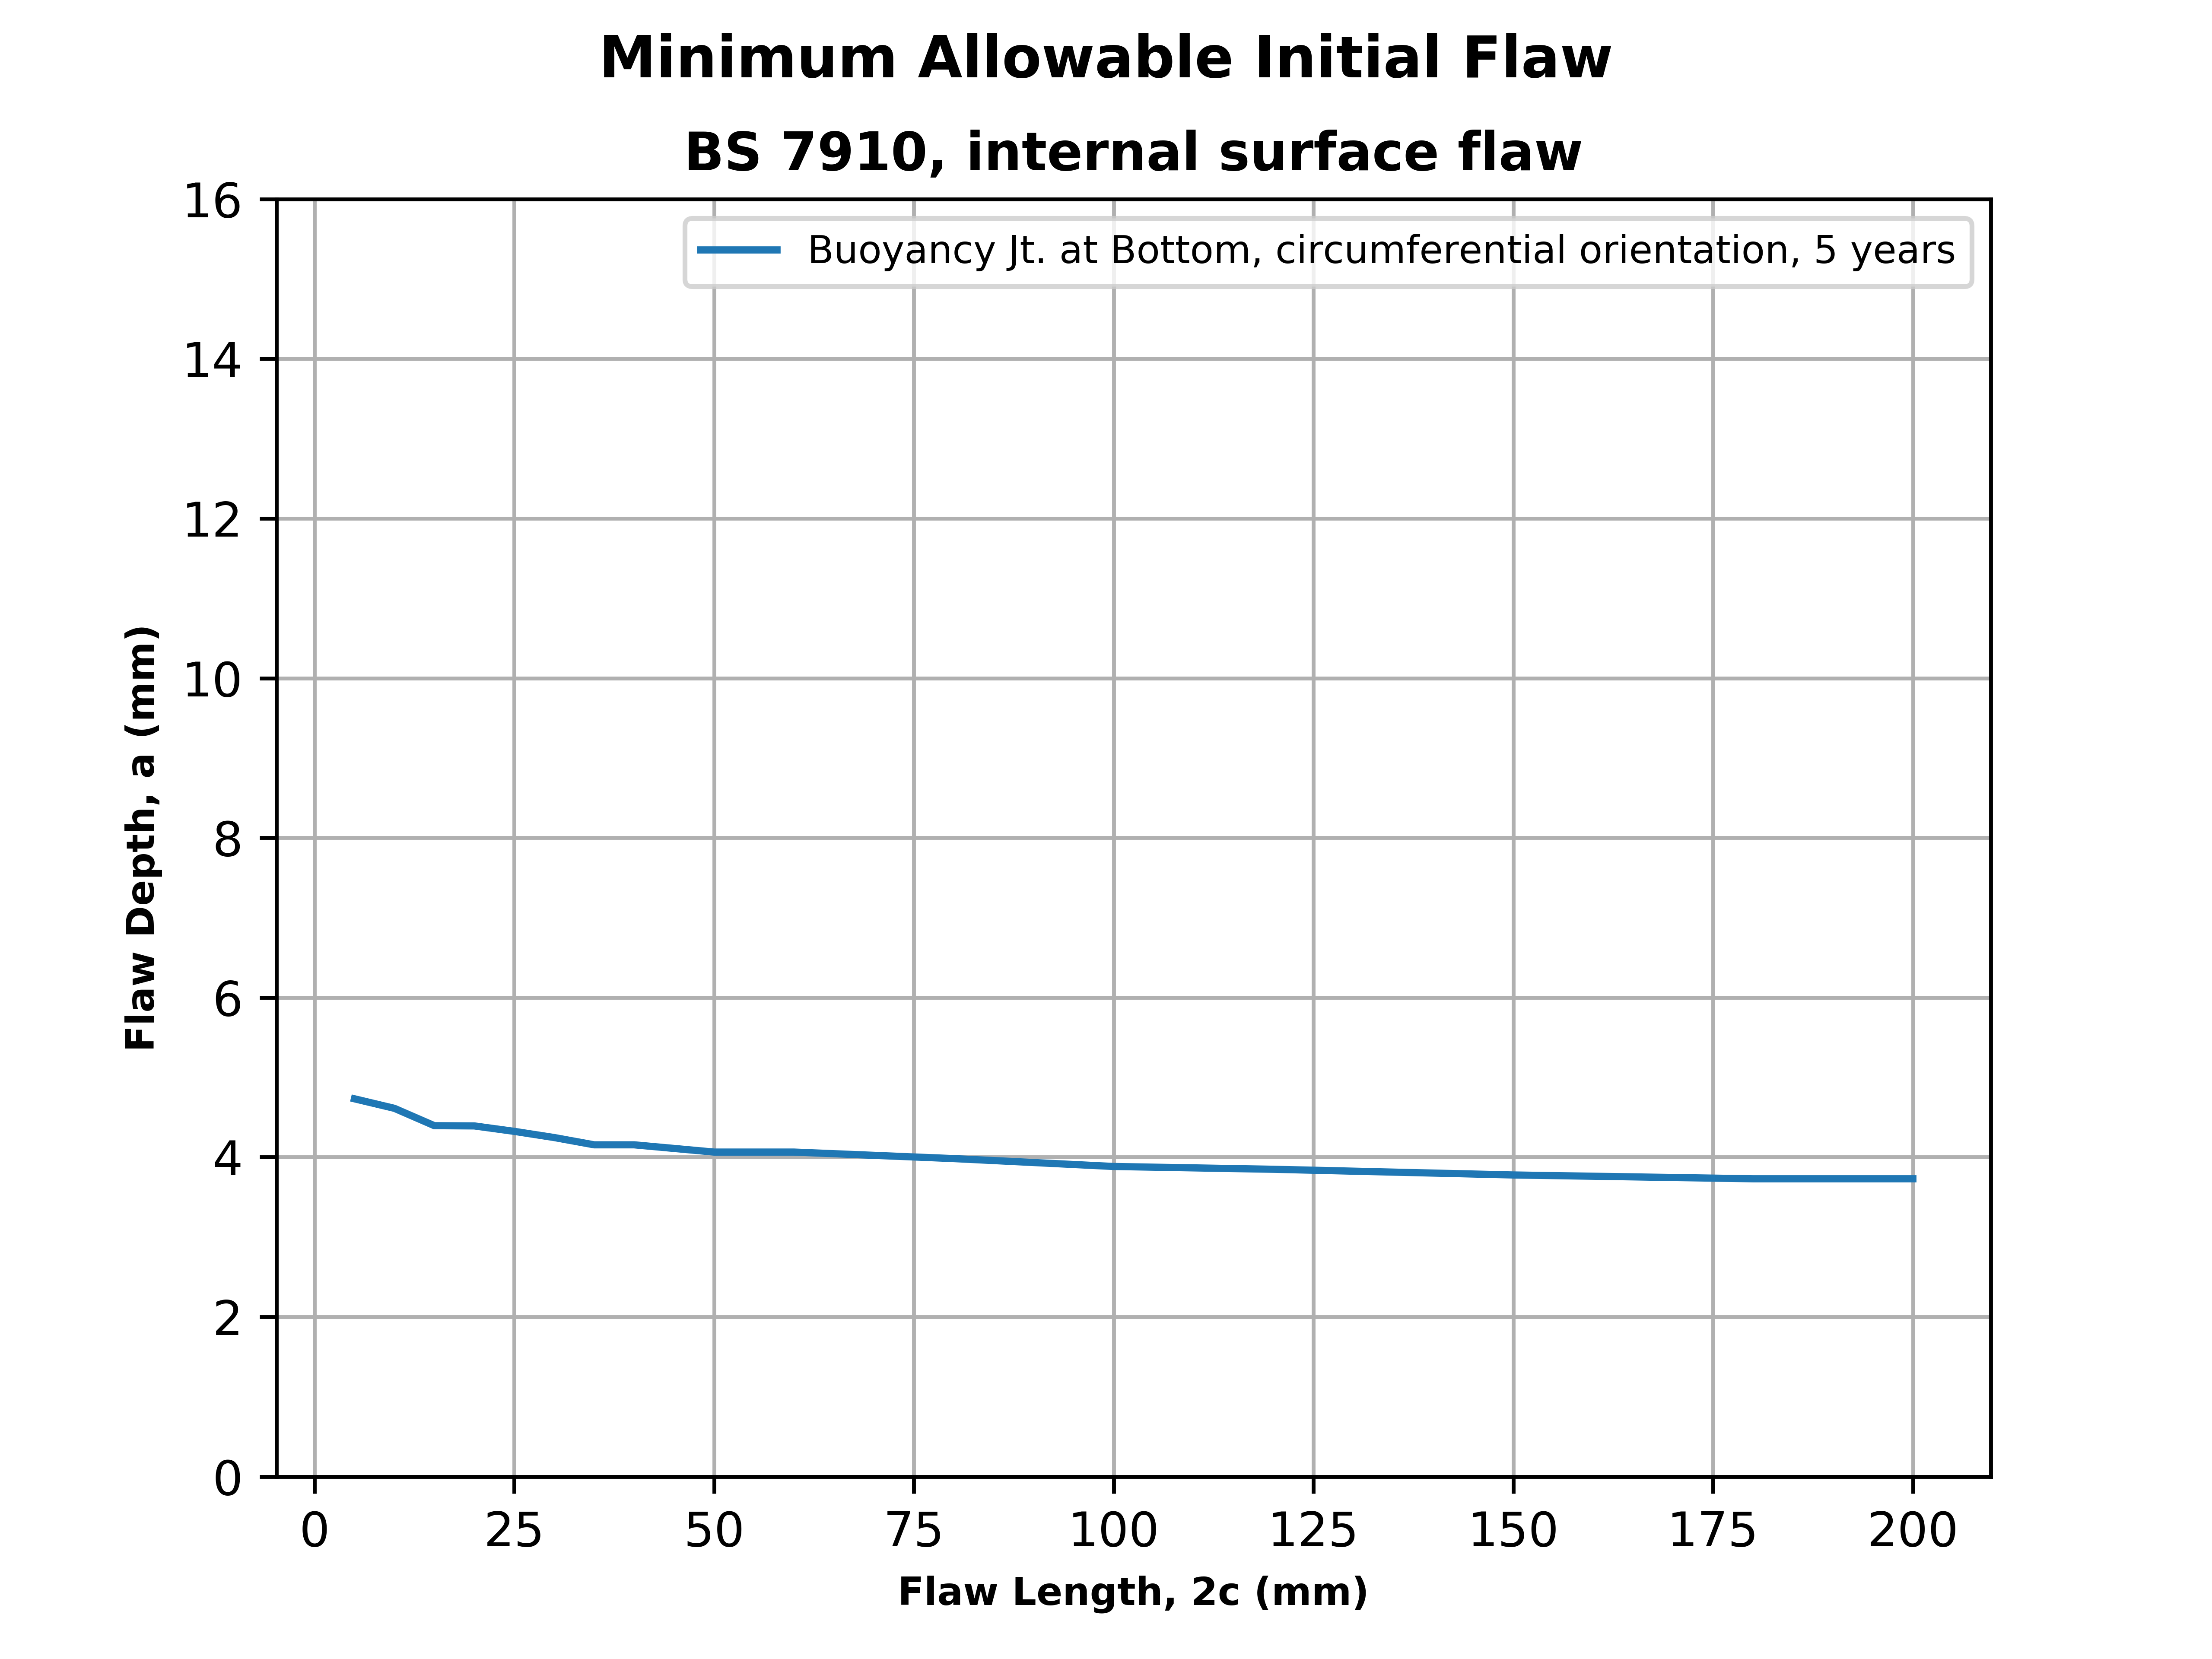 Minimum Allowable Initial Flaw
BS 7910, internal surface flaw
Buoyancy Jt. at Bottom, circumferential orientation, 5 years
16
14
12
10
8
6
4
2
0
Flaw Depth, a (mm)
0 25 50 75 100 125 150 175 200
Flaw Length, 2c (mm)